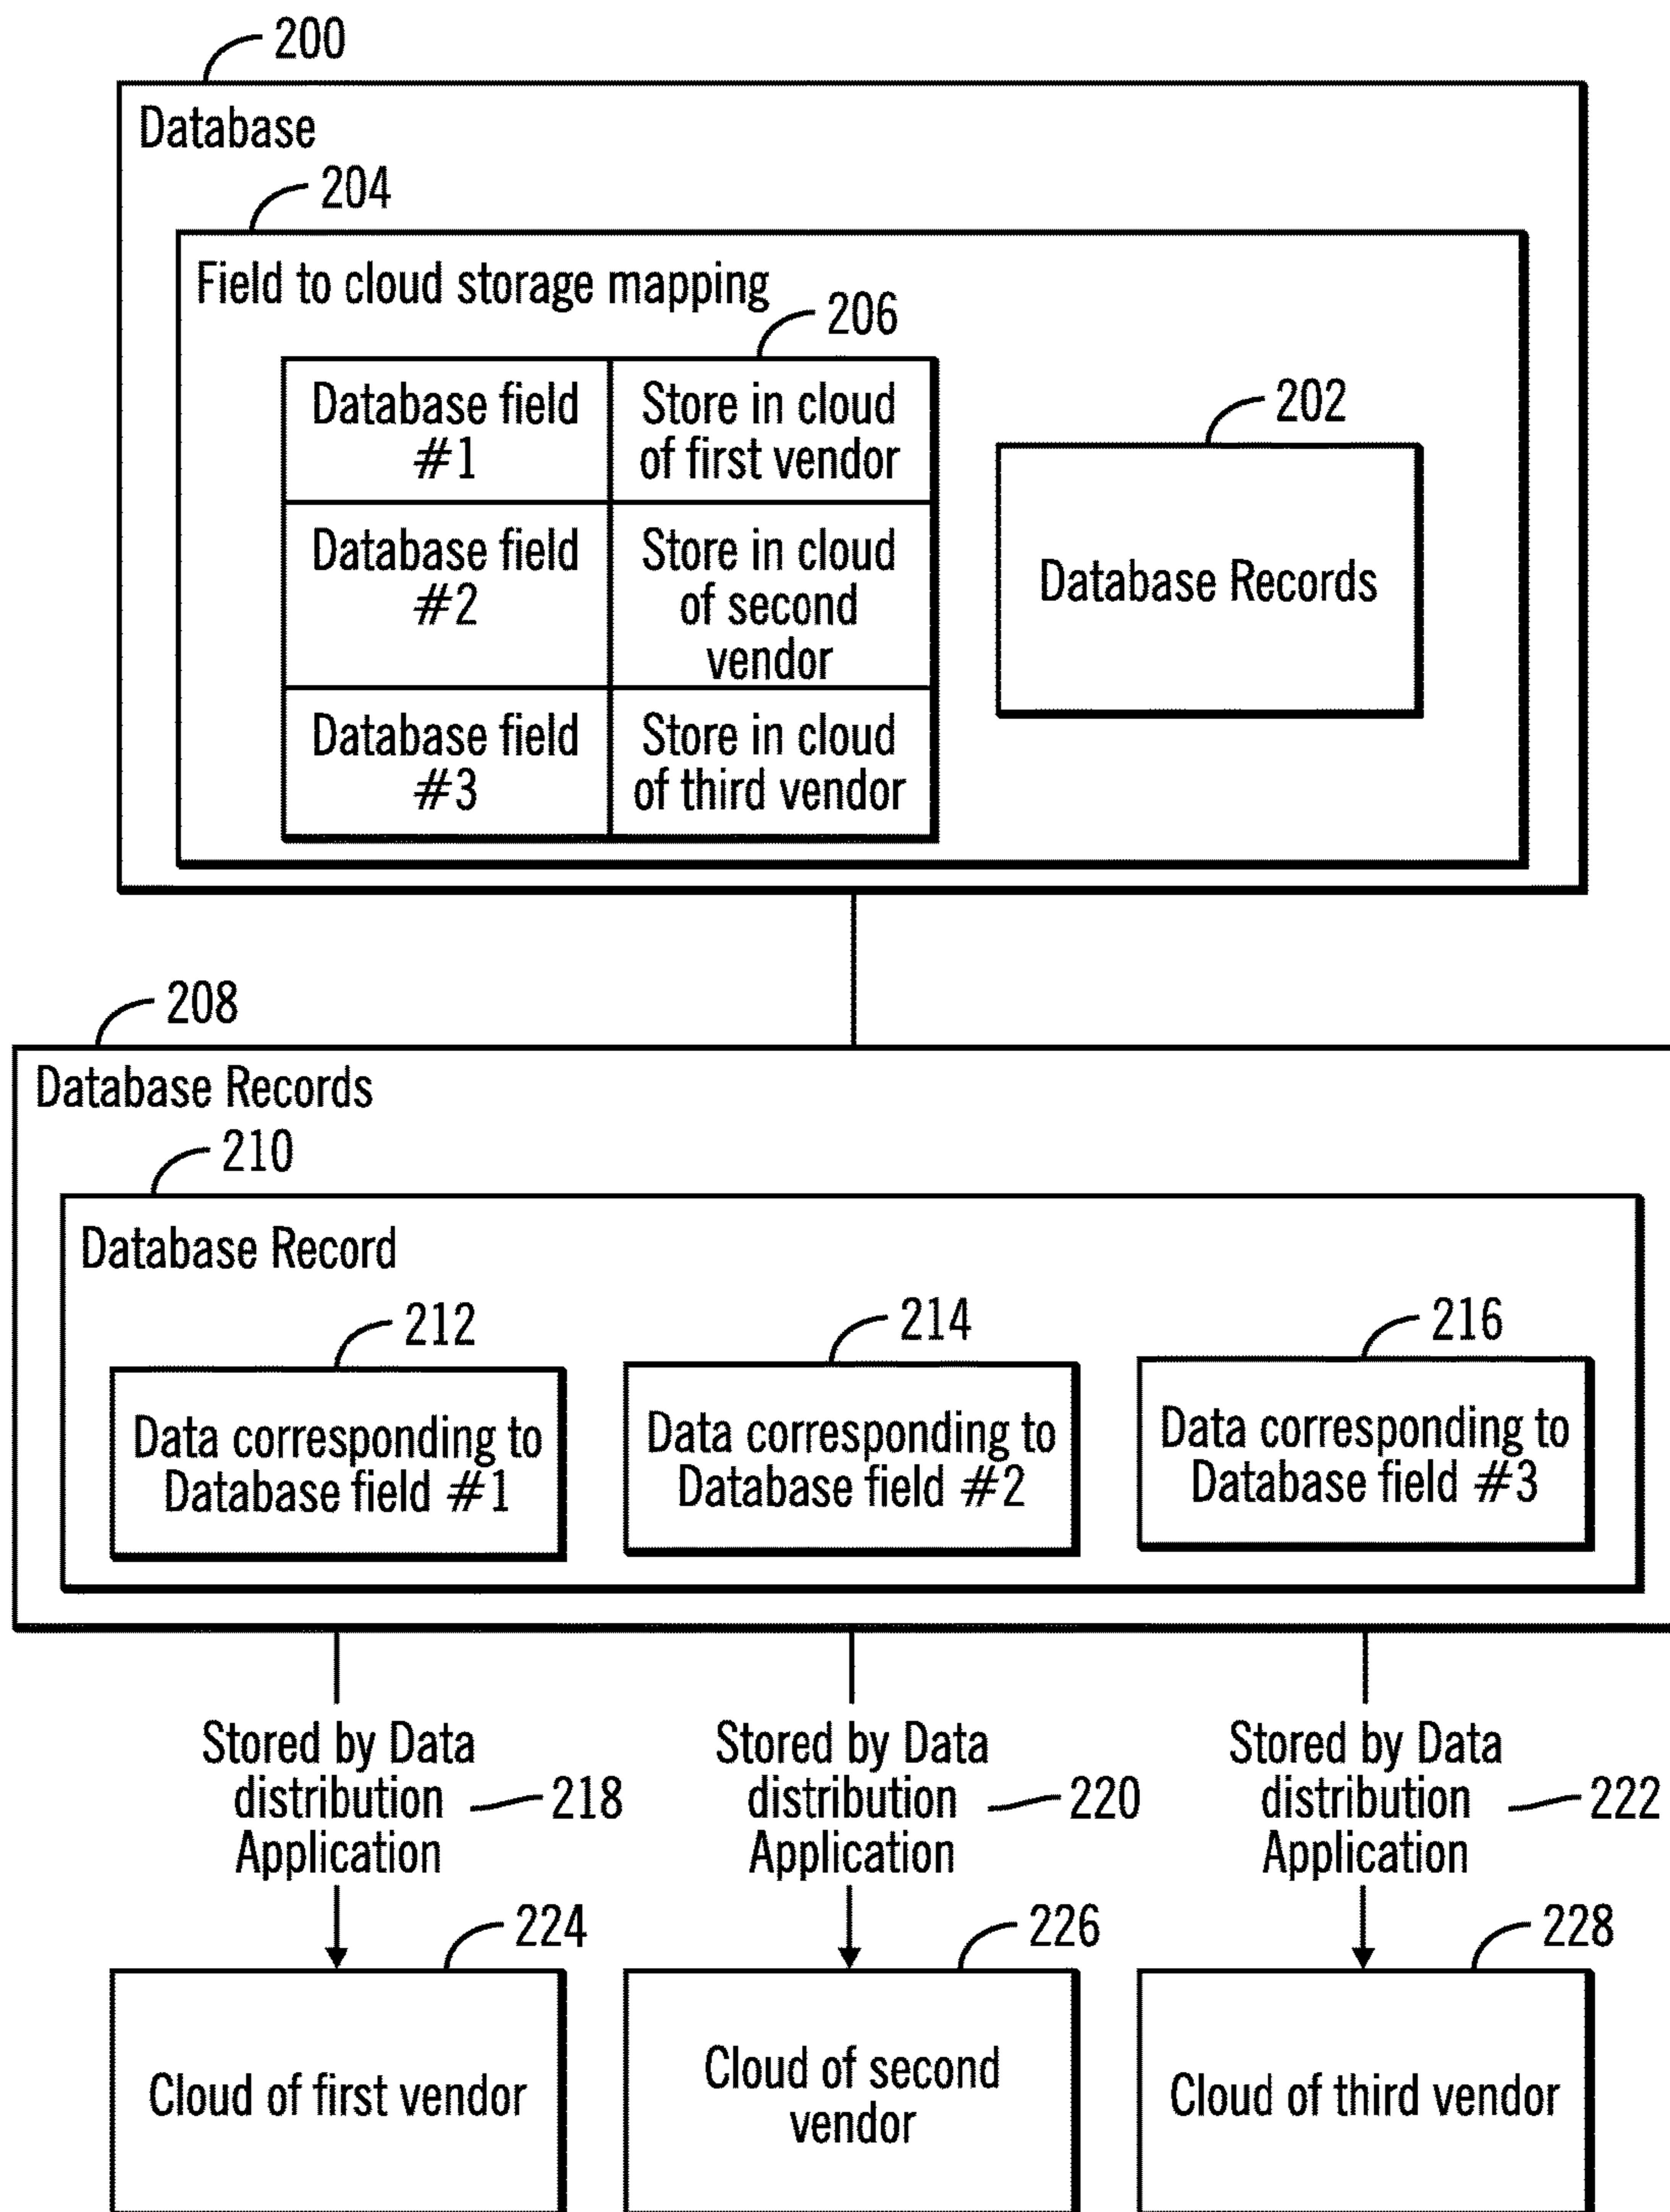 200
Database
204
Field to cloud storage mapping
206
Database field
#1
Store in cloud
of first vendor
202
Database Records
Database field
#2
Store in cloud
of second
vendor
Database field
#3
Store in cloud
of third vendor
208
Database Records
210
Database Record
212
Data corresponding to
Database field #1
214
Data corresponding to
Database field #2
216
Data corresponding to
Database field #3
Stored by Data
distribution
Application
218
Stored by Data
distribution
Application
220
Stored by Data
distribution
Application
222
224
Cloud of first vendor
226
Cloud of second
vendor
228
Cloud of third vendor